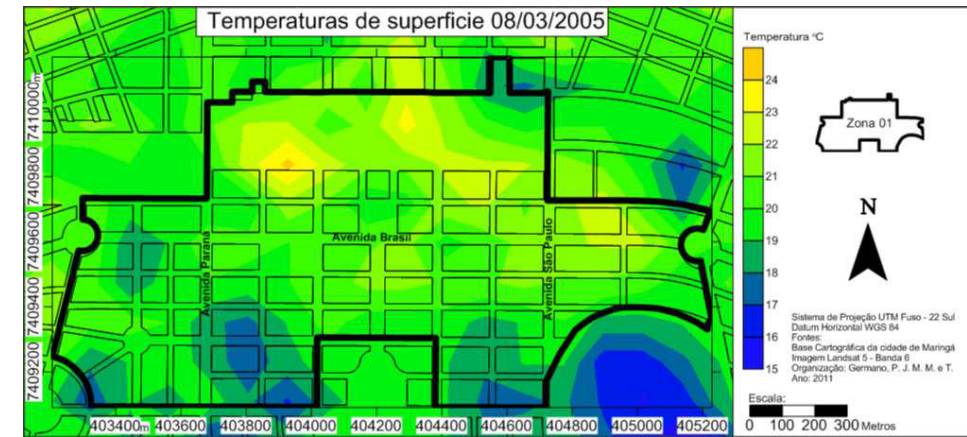 Temperaturas de superficie 08/03/2005
7410000m
7409800
7409600
7409400
7409200
Avenida Paraná
Avenida Brasil
Avenida São Paulo
403400m 403600 403800 404000 404200 404400 404600 404800 405000 405200
Temperatura °C
24
23
22
21
20
19
18
17
16
15
Zona 01
N
Sistema de Projeção UTM Fuso - 22 Sul
Datum Horizontal WGS 84
Fontes:
Base Cartográfica da cidade de Maringá
Imagem Landsat 5 - Banda 6
Organização: Germano, P. J. M. M. e T.
Ano: 2011
Escala:
0 100 200 300 Metros